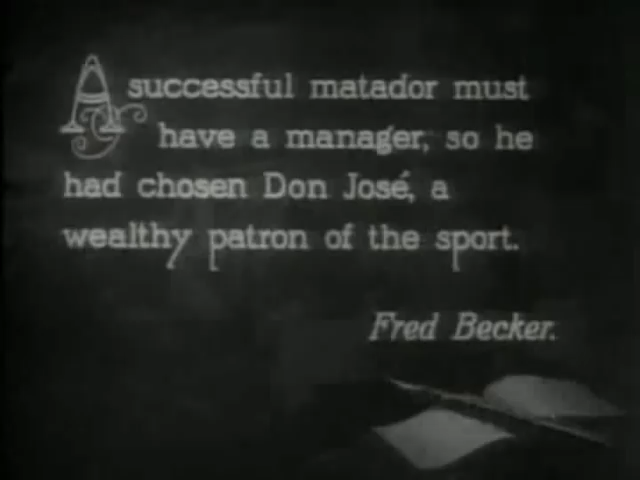 A successful matador must
have a manager, so he
had chosen Don José, a
wealthy patron of the sport.
Fred Becker.